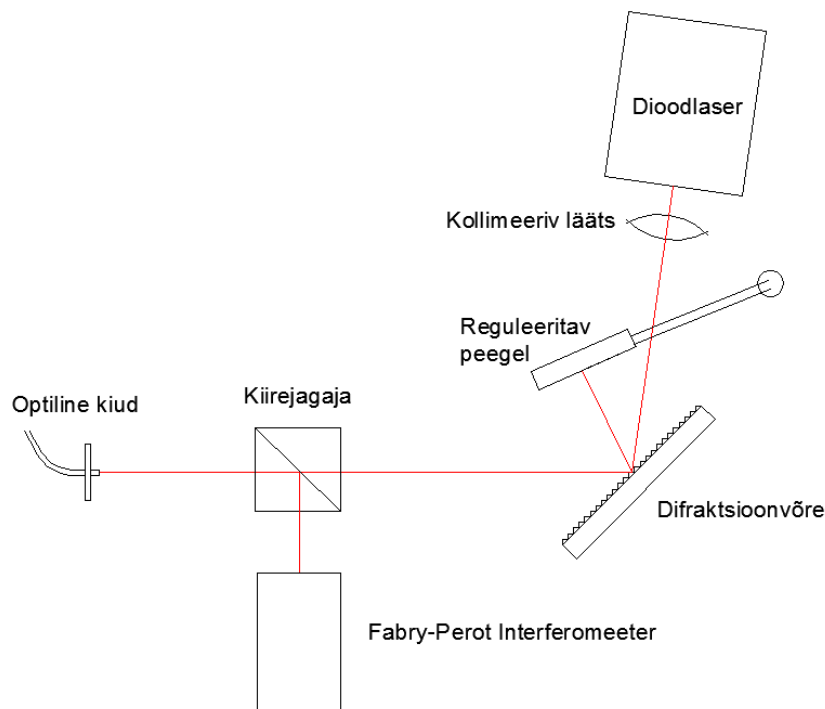 Dioodlaser
Kollimeeriv lääts
Reguleeritav
peegel
Kiirejagaja
Optiline kiud
Difraktsioonvõre
Fabry-Perot Interferomeeter